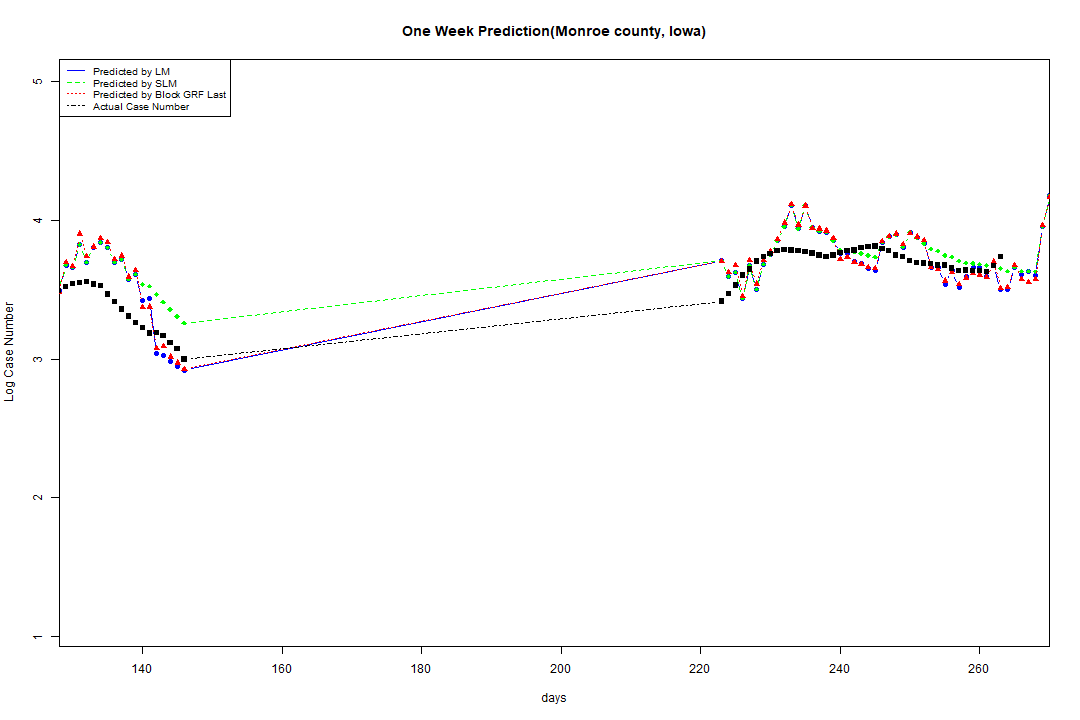 One Week Prediction(Monroe county, Iowa)
Predicted by LM
Predicted by SLM
Predicted by Block GRF Last
Actual Case Number
5
4
3
2
1
Log Case Number
140 160 180 200 220 240 260
days